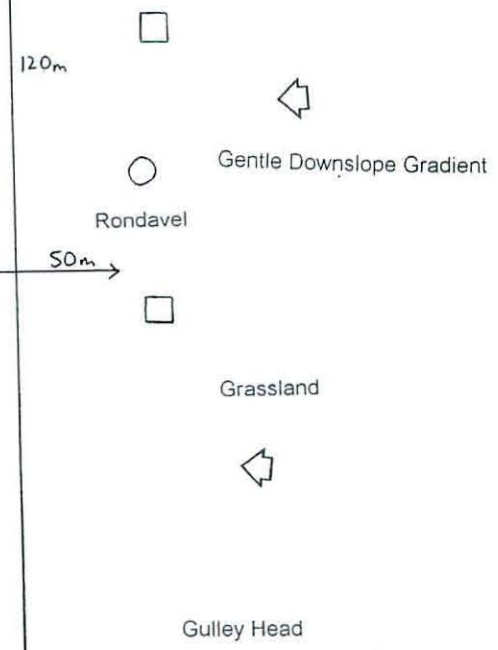 120m
Gentle Downslope Gradient
Rondavel
50m
Grassland
Gulley Head